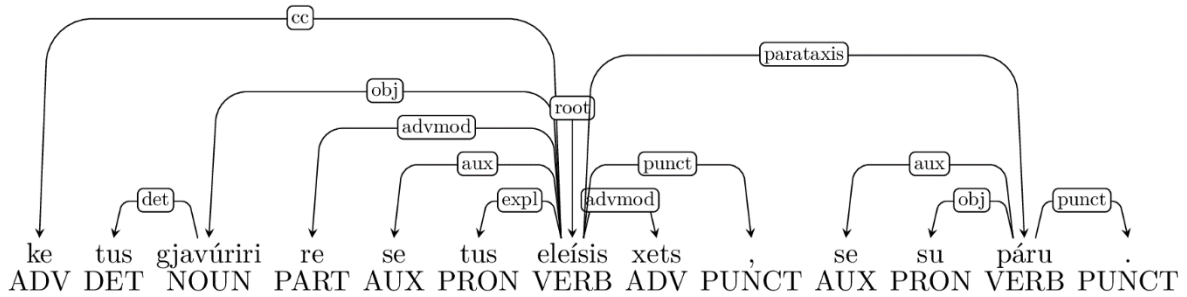 cc
parataxis
obj
root
advmod
aux punct aux
det expl advmod obj punct
ke tus gjavúriri re se tus eleísis xets , se su páru .
ADV DET NOUN PART AUX PRON VERB ADV PUNCT AUX PRON VERB PUNCT